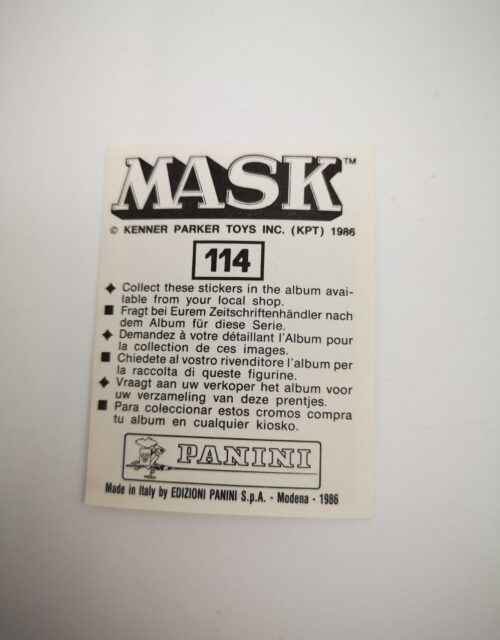 MASK™
© KENNER PARKER TOYS INC. (KPT) 1986
114
◆ Collect these stickers in the album avai-
lable from your local shop.
■ Fragt bei Eurem Zeitschriftenhändler nach
dem Album für diese Serie.
◆ Demandez à votre détaillant l'Album pour
la collection de ces images.
■ Chiedete al vostro rivenditore l'album per
la raccolta di queste figurine.
◆ Vraagt aan uw verkoper het album voor
uw verzameling van deze prentjes.
■ Para coleccionar estos cromos compra
tu album en cualquier kiosko.
PANINI
Made in Italy by EDIZIONI PANINI S.p.A. - Modena - 1986